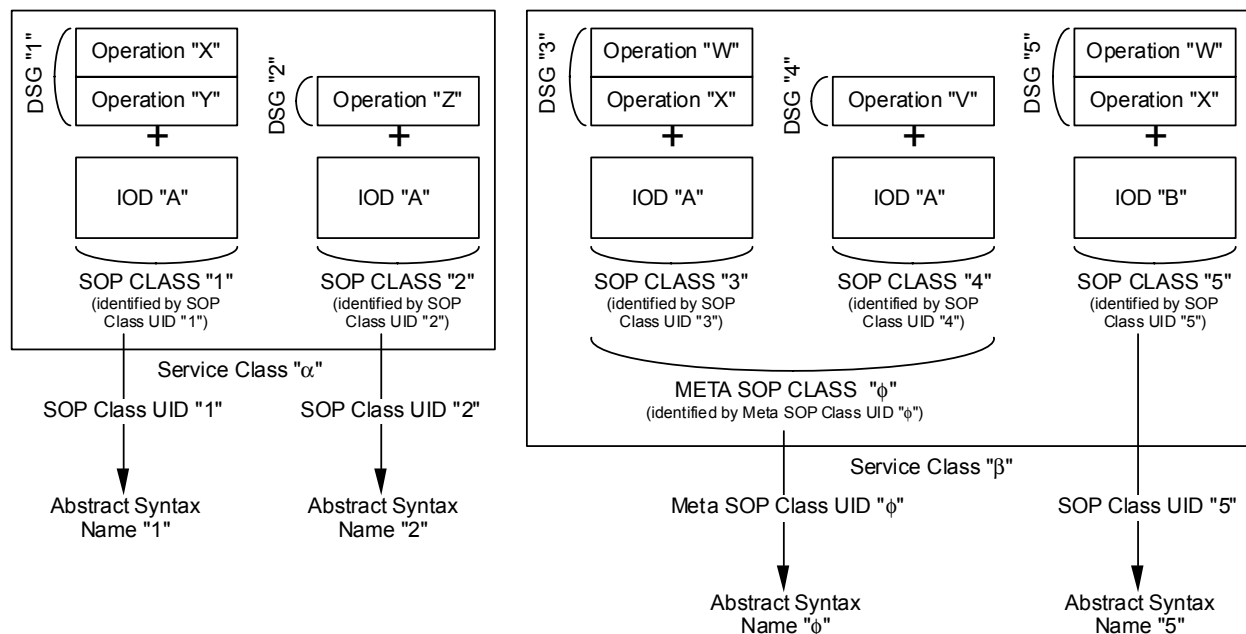 DSG "1"
Operation "X"
Operation "Y"
+
IOD "A"
SOP CLASS "1"
(identified by SOP
Class UID "1")
DSG "2"
Operation "Z"
+
IOD "A"
SOP CLASS "2"
(identified by SOP
Class UID "2")
Service Class "α"
SOP Class UID "1"
SOP Class UID "2"
Abstract Syntax
Name "1"
Abstract Syntax
Name "2"
DSG "3"
Operation "W"
Operation "X"
+
IOD "A"
SOP CLASS "3"
(identified by SOP
Class UID "3")
DSG "4"
Operation "V"
+
IOD "A"
SOP CLASS "4"
(identified by SOP
Class UID "4")
DSG "5"
Operation "W"
Operation "X"
+
IOD "B"
SOP CLASS "5"
(identified by SOP
Class UID "5")
META SOP CLASS "ϕ"
(identified by Meta SOP Class UID "ϕ")
Service Class "β"
Meta SOP Class UID "ϕ"
SOP Class UID "5"
Abstract Syntax
Name "ϕ"
Abstract Syntax
Name "5"